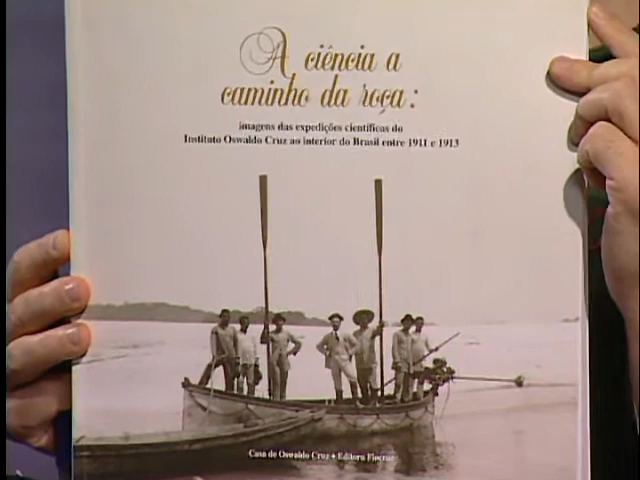 A ciência a
caminho da roça:
imagens das expedições científicas do
Instituto Oswaldo Cruz ao interior do Brasil entre 1911 e 1913
Casa de Oswaldo Cruz • Editora Fiocruz